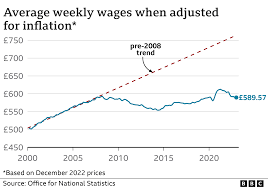 Average weekly wages when adjusted
for inflation*
£750
£700
£650
£600
£550
£500
£450
pre-2008
trend
£589.57
2000
2005
2010
2015
2020
*Based on December 2022 prices
Source: Office for National Statistics
BBC